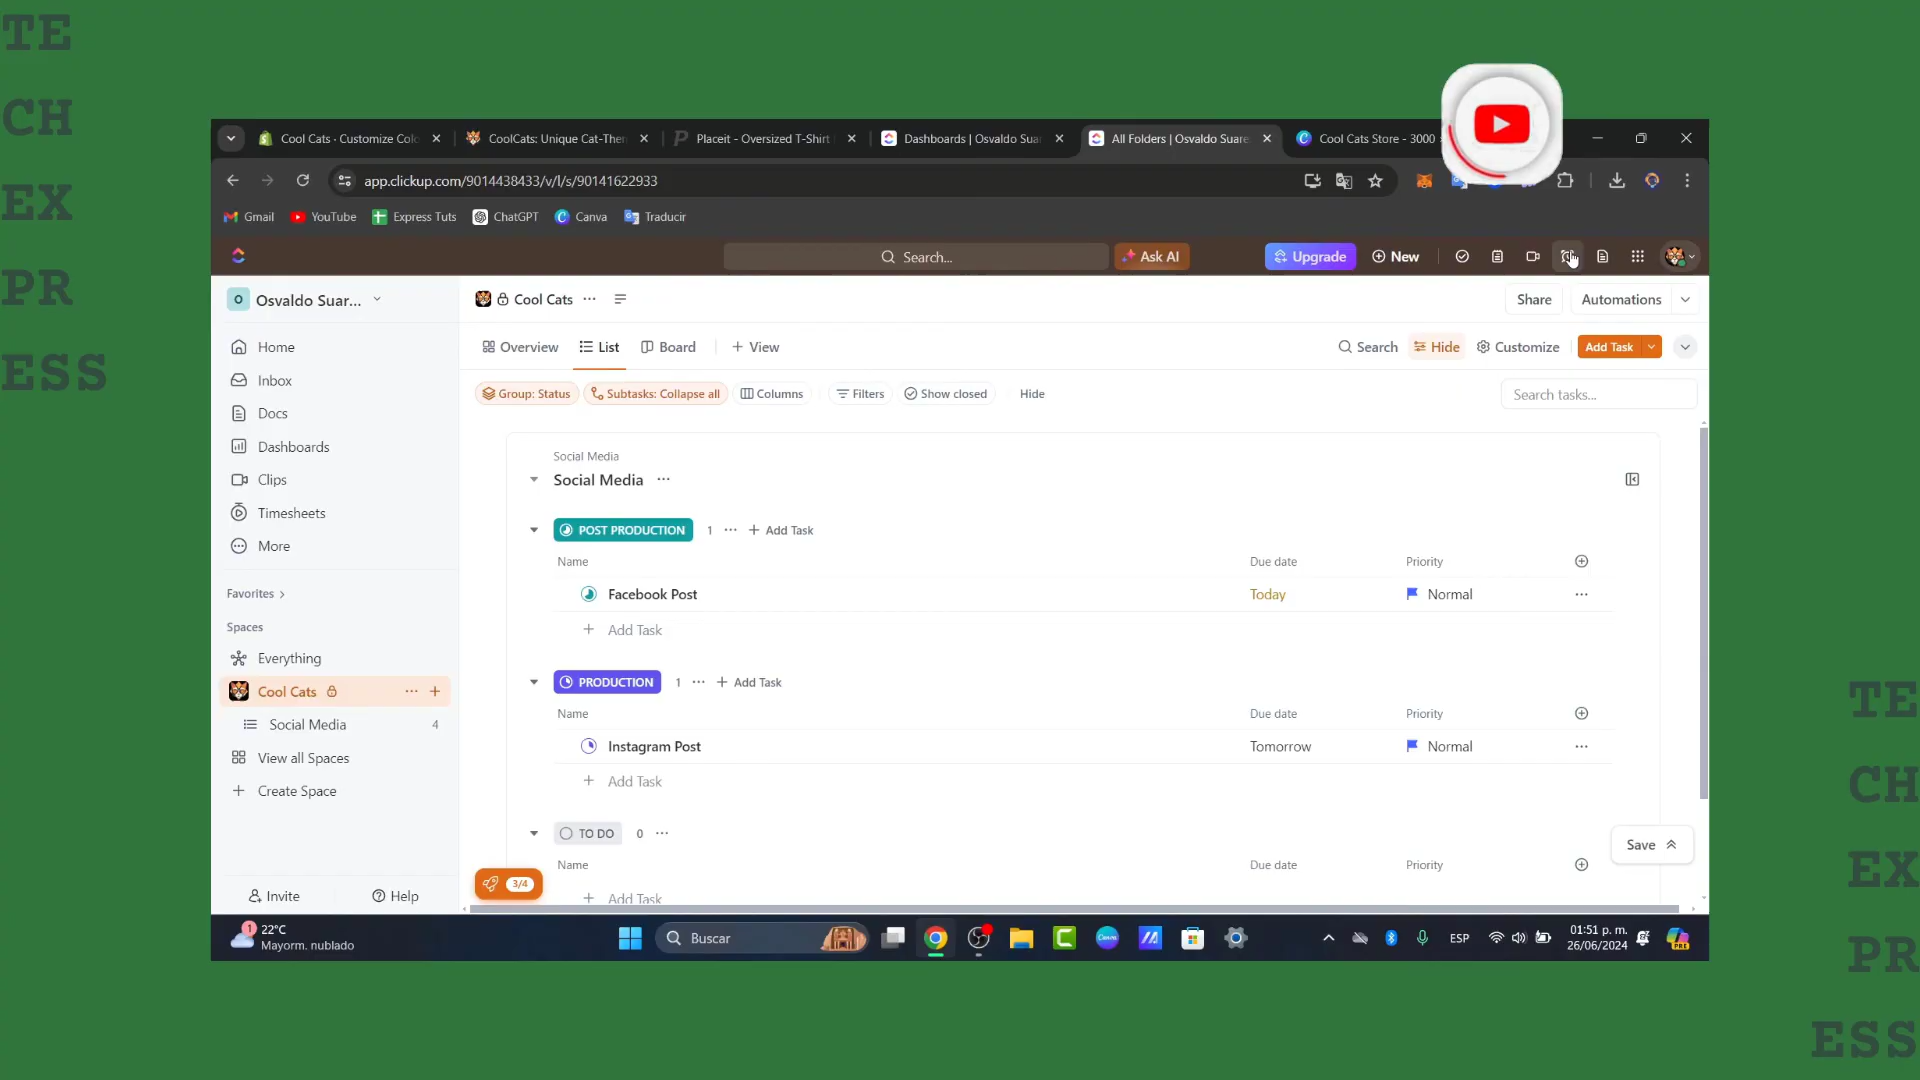 TE
CH
EX
PR
ESS
Cool Cats · Customize Colo
CoolCats: Unique Cat-Them
Placeit - Oversized T-Shirt
Dashboards | Osvaldo Suar
All Folders | Osvaldo Suare
Cool Cats Store - 3000
app.clickup.com/9014438433/v/l/s/90141622933
Gmail
YouTube
Express Tuts
ChatGPT
Canva
Traducir
Search...
Ask AI
Upgrade
New
O Osvaldo Suar...
Cool Cats
Share
Automations
Home
Inbox
Docs
Dashboards
Clips
Timesheets
More
Favorites
Spaces
Everything
Cool Cats
Social Media 4
View all Spaces
Create Space
Invite
Help
Overview
List
Board
View
Search
Hide
Customize
Add Task
Group: Status
Subtasks: Collapse all
Columns
Filters
Show closed
Hide
Search tasks...
Social Media
Social Media
POST PRODUCTION 1 Add Task
Name Due date Priority
Facebook Post Today Normal
Add Task
PRODUCTION 1 Add Task
Name Due date Priority
Instagram Post Tomorrow Normal
Add Task
TO DO 0
Name Due date Priority
Add Task
3/4
Save
1
22°C
Mayorm. nublado
Buscar
Canva
ESP
01:51 p. m.
26/06/2024
PRE
TE
CH
EX
PR
ESS